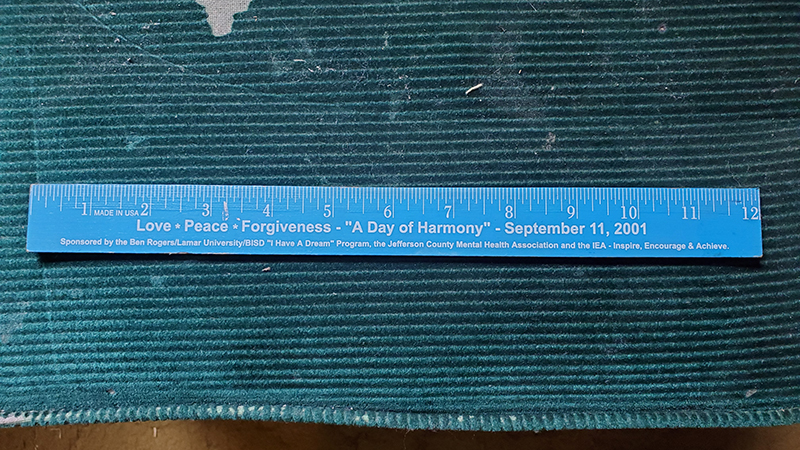 1 MADE IN USA 2 3 4 5 6 7 8 9 10 11 12
Love * Peace * Forgiveness - "A Day of Harmony" - September 11, 2001
Sponsored by the Ben Rogers/Lamar University/BISD "I Have A Dream" Program, the Jefferson County Mental Health Association and the IEA - Inspire, Encourage & Achieve.